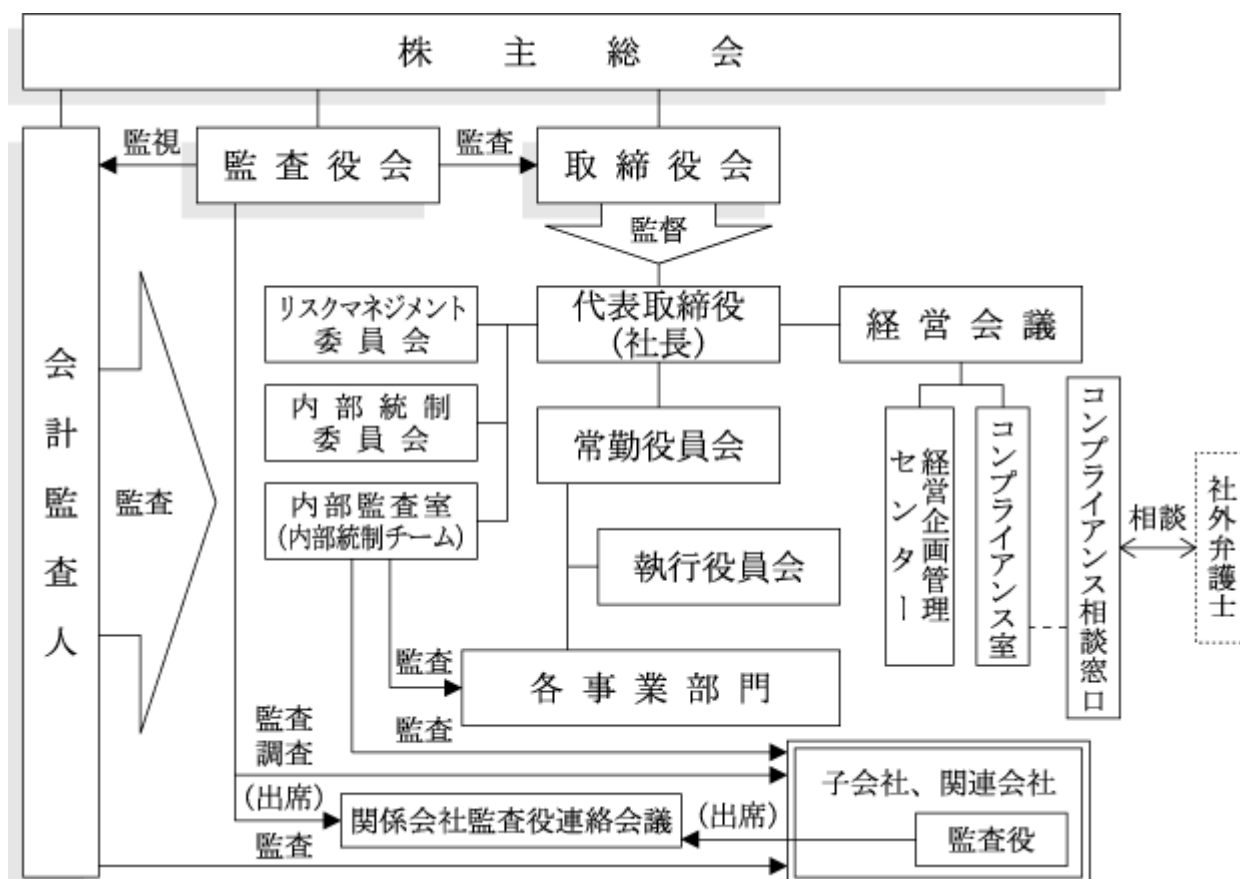 株主総会
監視
監査役会
監査
取締役会
監督
リスクマネジメント
委員会
代表取締役
(社長)
経営会議
内部統制
委員会
常勤役員会
内部監査室
(内部統制チーム)
執行役員会
経営企画管理
センター
コンプライアンス室
コンプライアンス相談窓口
相談
社外弁護士
会計監査人
監査
監査
各事業部門
監査
監査
調査
子会社、関連会社
(出席)
関係会社監査役連絡会議
(出席)
監査役
監査